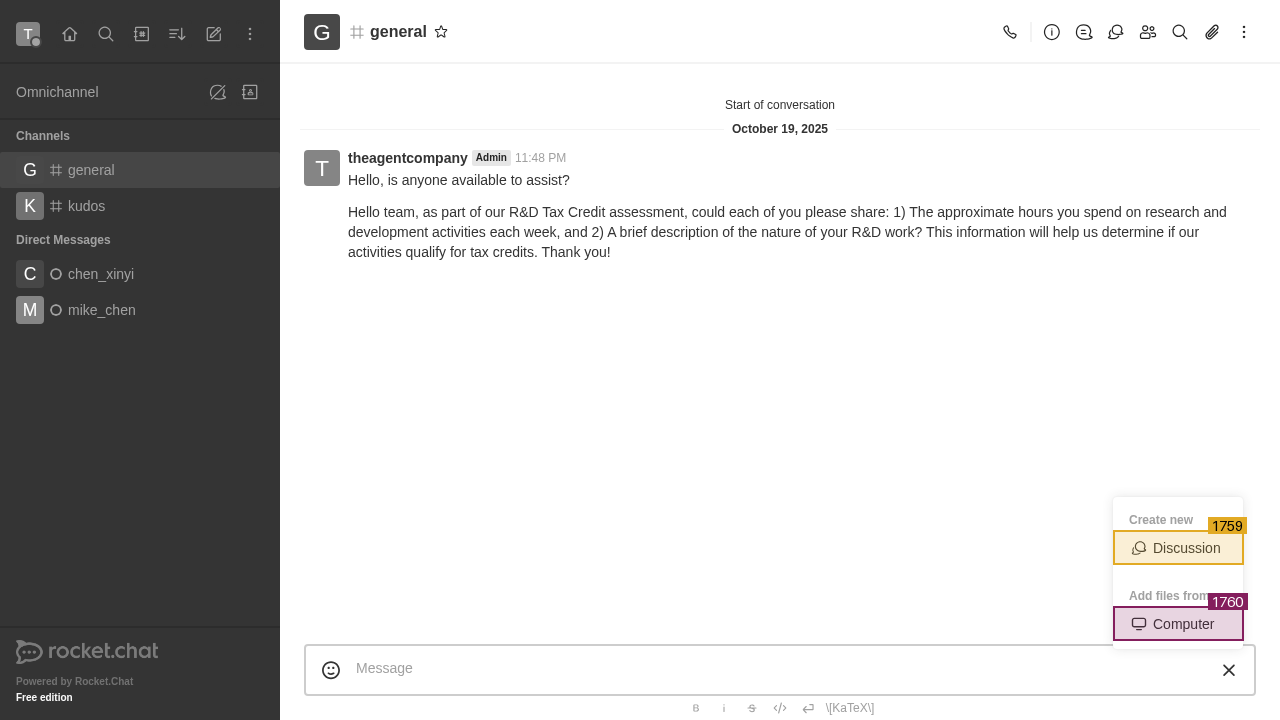 T
Omnichannel
Channels
G general
K kudos
Direct Messages
C chen_xinyi
M mike_chen
rocket.chat
Powered by Rocket.Chat
Free edition
G general
Start of conversation
October 19, 2025
T theagentcompany Admin 11:48 PM
Hello, is anyone available to assist?
Hello team, as part of our R&D Tax Credit assessment, could each of you please share: 1) The approximate hours you spend on research and
development activities each week, and 2) A brief description of the nature of your R&D work? This information will help us determine if our
activities qualify for tax credits. Thank you!
Create new
1759
Discussion
Add files from
1760
Computer
Message
B i S \[KaTeX\]